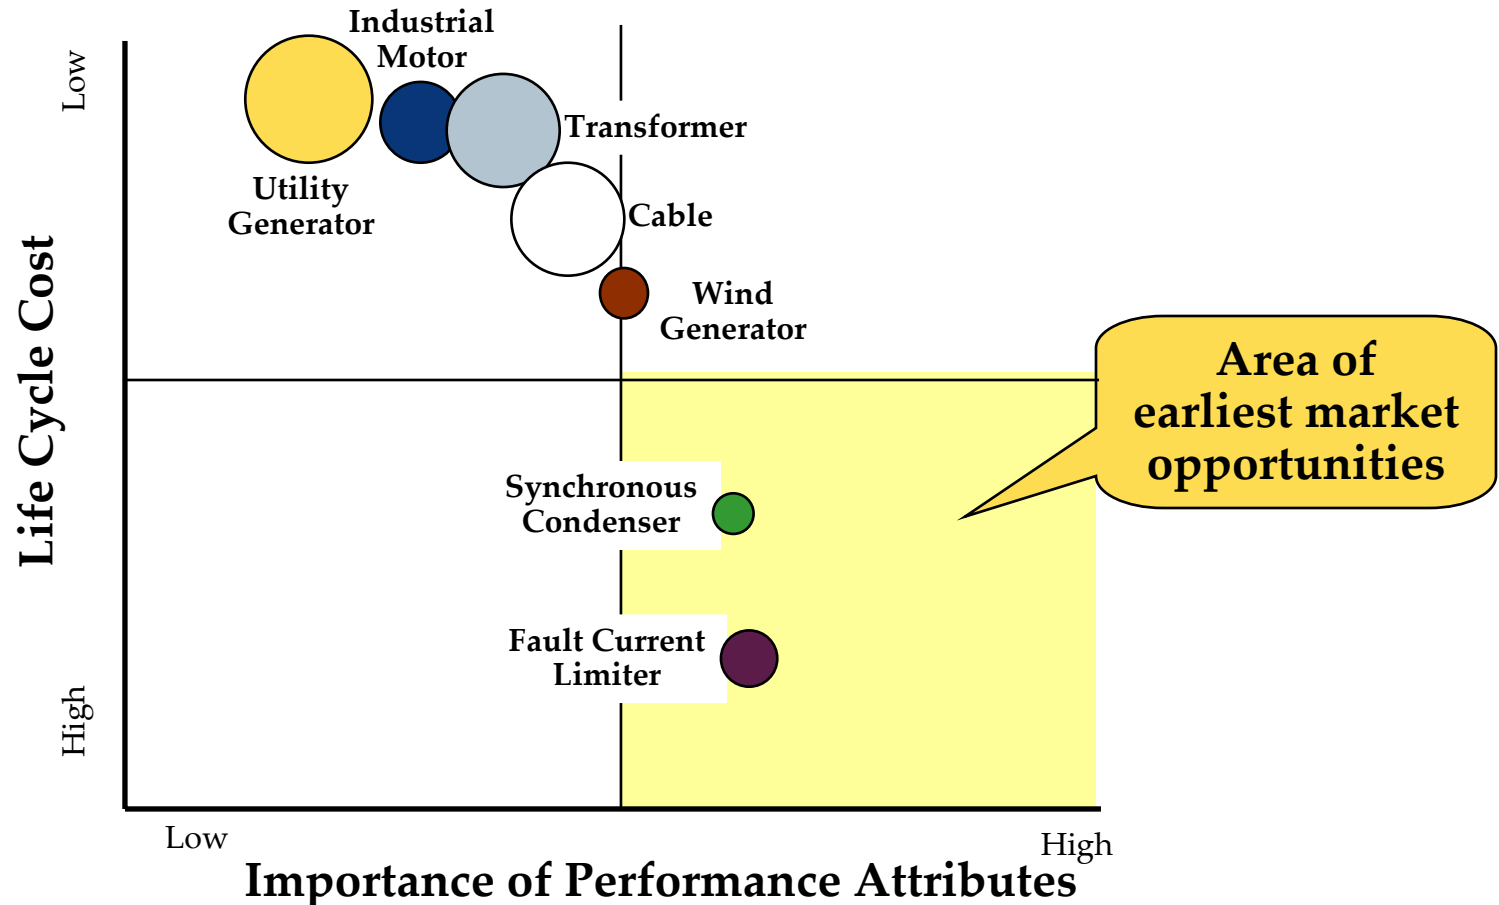 Industrial
Motor
Low
Transformer
Utility
Generator
Cable
Wind
Generator
Life Cycle Cost
Area of
earliest market
opportunities
Synchronous
Condenser
Fault Current
Limiter
High
Low
High
Importance of Performance Attributes